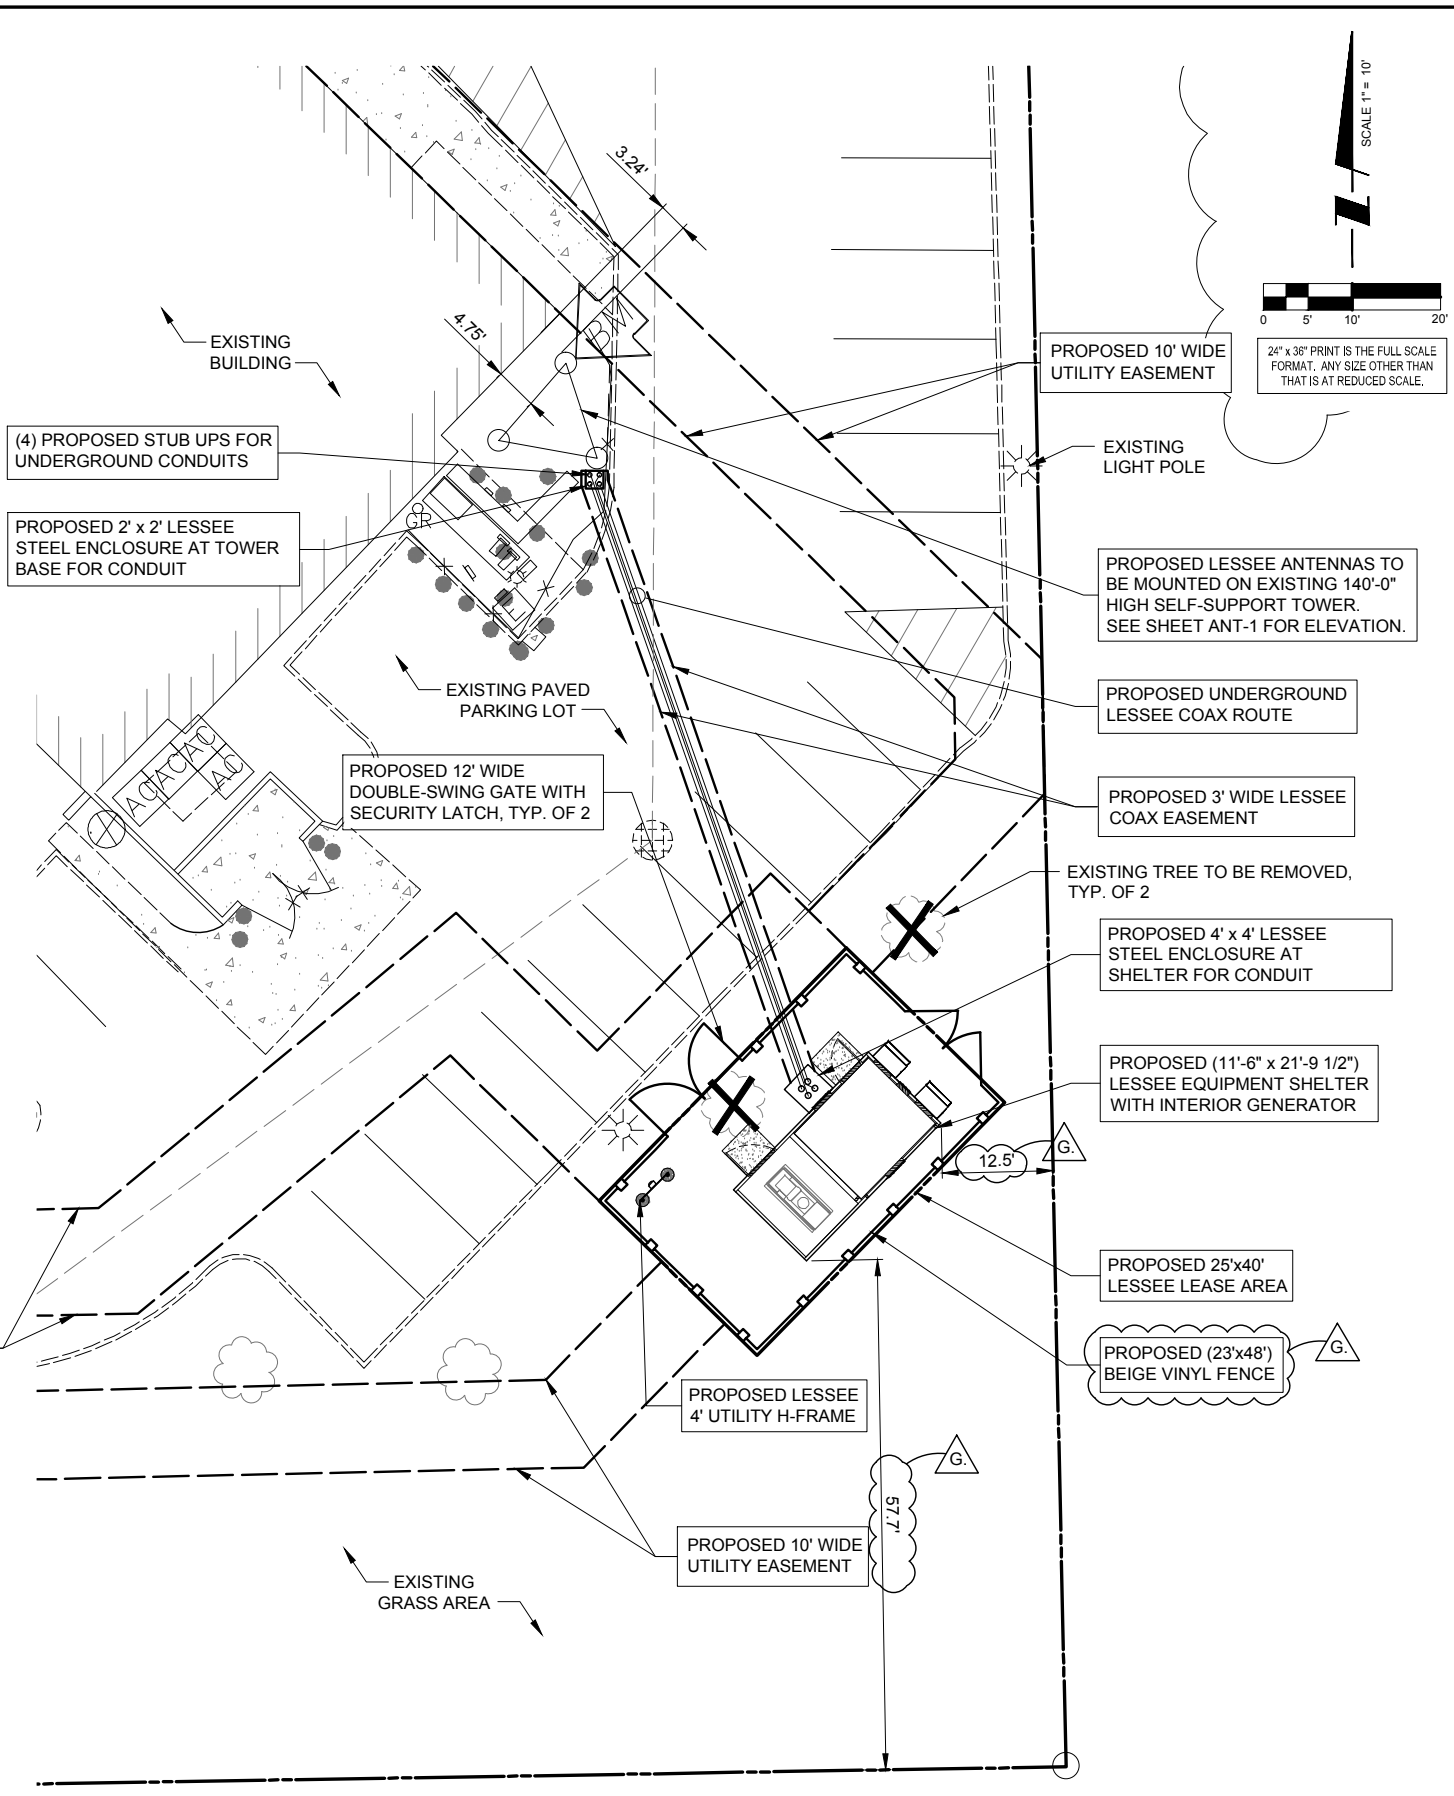 SCALE 1" = 10'
0 5' 10' 20'
24" x 36" PRINT IS THE FULL SCALE
FORMAT. ANY SIZE OTHER THAN
THAT IS AT REDUCED SCALE.
3.24'
4.75'
BM
EXISTING
BUILDING
PROPOSED 10' WIDE
UTILITY EASEMENT
(4) PROPOSED STUB UPS FOR
UNDERGROUND CONDUITS
EXISTING
LIGHT POLE
PROPOSED 2' x 2' LESSEE
STEEL ENCLOSURE AT TOWER
BASE FOR CONDUIT
GR
PROPOSED LESSEE ANTENNAS TO
BE MOUNTED ON EXISTING 140'-0"
HIGH SELF-SUPPORT TOWER.
SEE SHEET ANT-1 FOR ELEVATION.
EXISTING PAVED
PARKING LOT
PROPOSED UNDERGROUND
LESSEE COAX ROUTE
AC AC AC
AC
PROPOSED 12' WIDE
DOUBLE-SWING GATE WITH
SECURITY LATCH, TYP. OF 2
PROPOSED 3' WIDE LESSEE
COAX EASEMENT
EXISTING TREE TO BE REMOVED,
TYP. OF 2
PROPOSED 4' x 4' LESSEE
STEEL ENCLOSURE AT
SHELTER FOR CONDUIT
PROPOSED (11'-6" x 21'-9 1/2")
LESSEE EQUIPMENT SHELTER
WITH INTERIOR GENERATOR
12.5'
G.
PROPOSED 25'x40'
LESSEE LEASE AREA
PROPOSED (23'x48')
BEIGE VINYL FENCE
G.
PROPOSED LESSEE
4' UTILITY H-FRAME
G.
57.7'
PROPOSED 10' WIDE
UTILITY EASEMENT
EXISTING
GRASS AREA